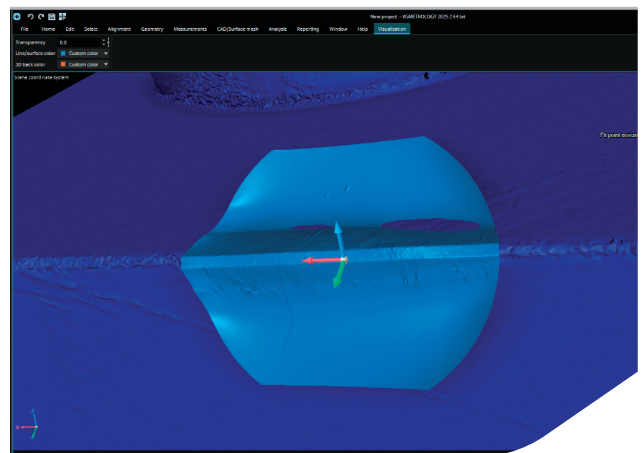 New project - VGMETROLOGY 2025.2 64 bit
File Home Edit Select Alignment Geometry Measurements CAD/Surface mesh Analysis Reporting Window Help Visualization
Transparency 0.0
Line/surface color Custom color
3D back color Custom color
Scene coordinate system
Fit point deviati